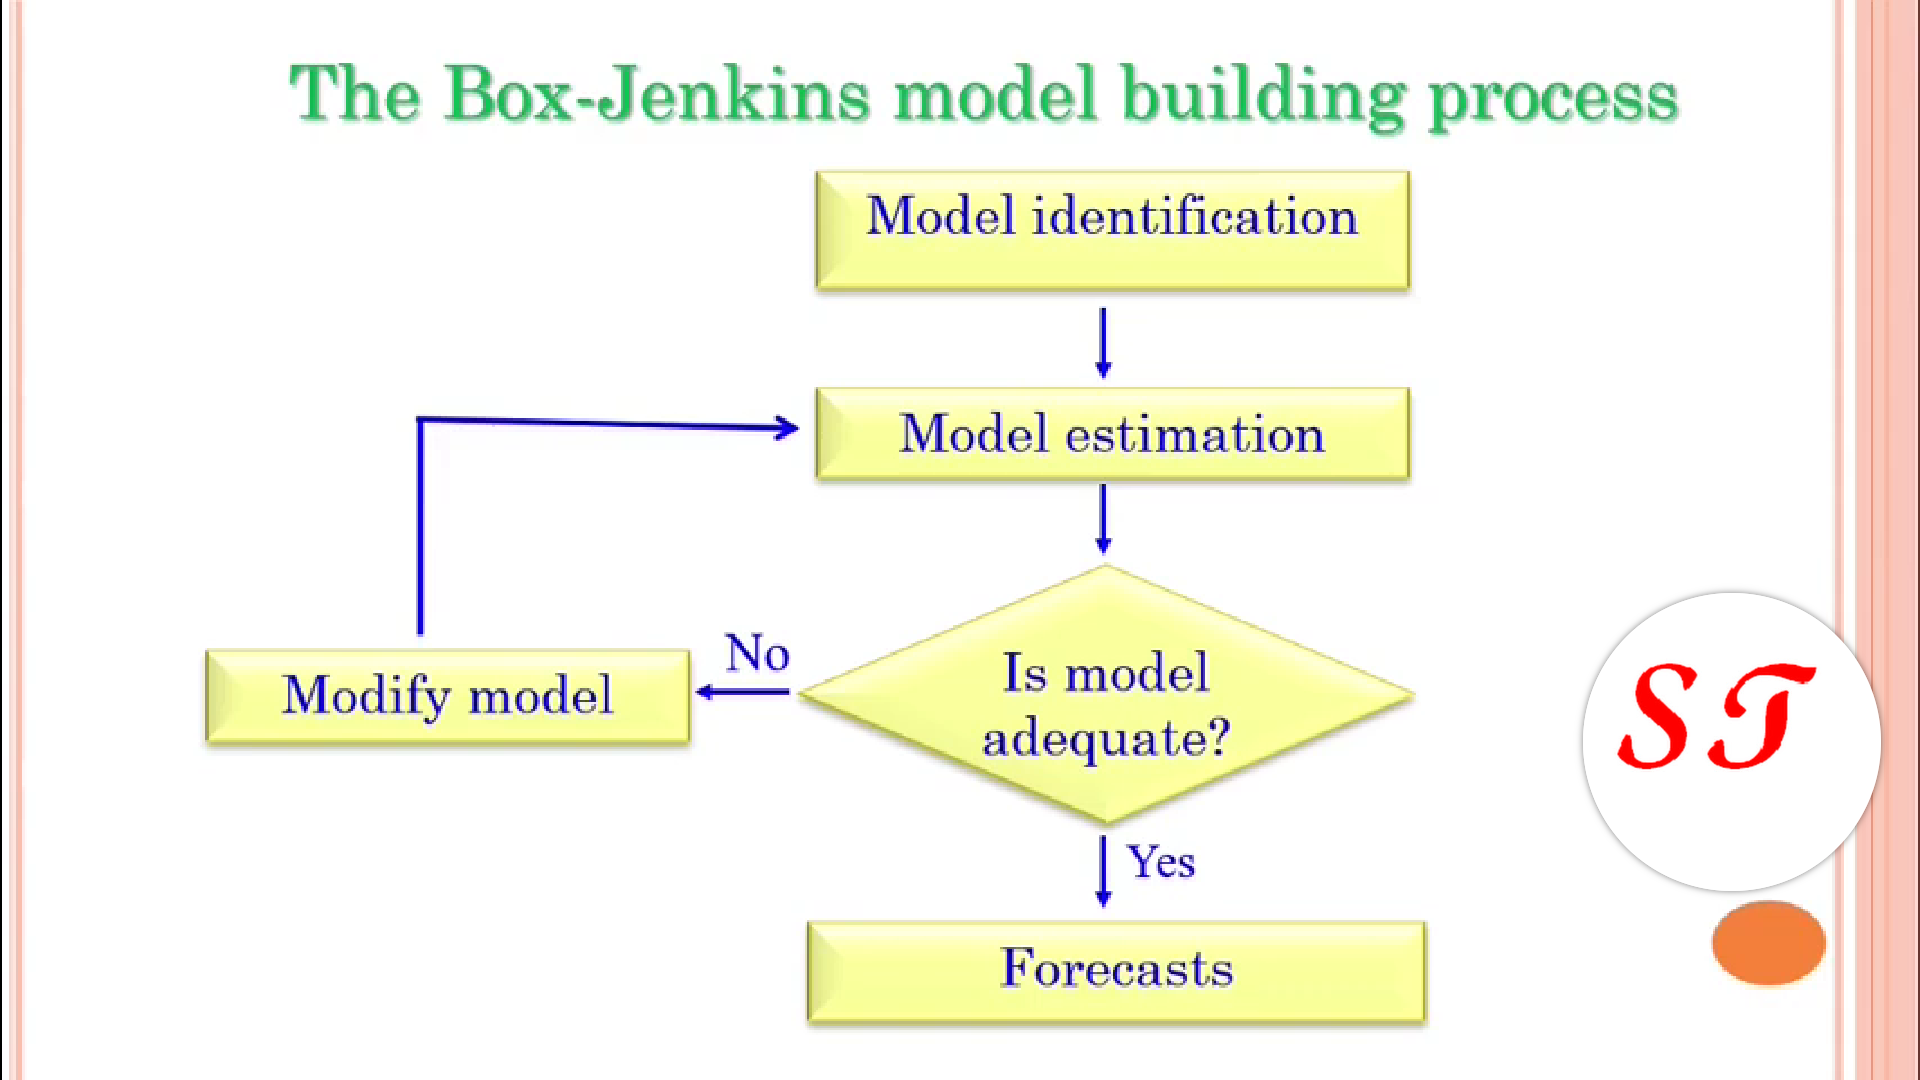 The Box-Jenkins model building process
Model identification
Model estimation
Is model
adequate?
No
Modify model
Yes
Forecasts
ST